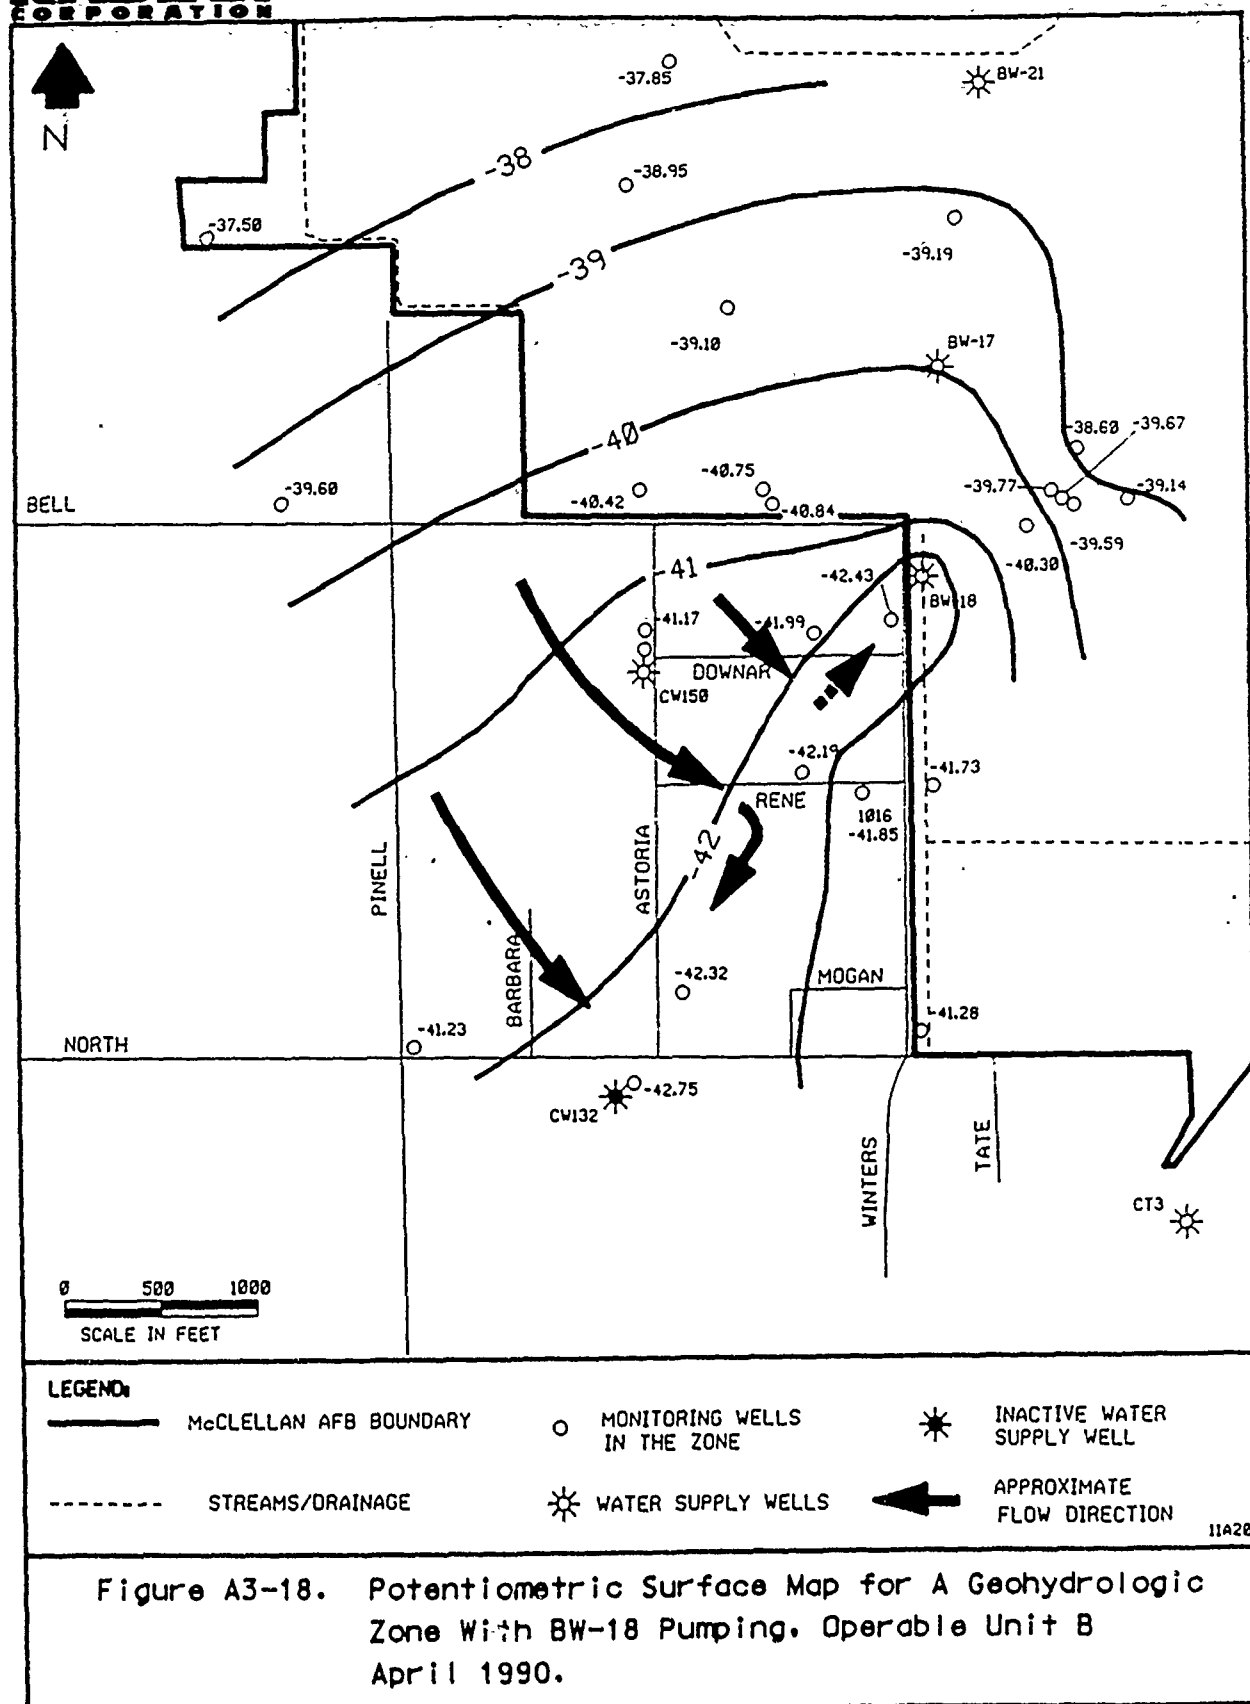 CORPORATION
N
-37.85
BW-21
-38
-38.95
-37.50
-39
-39.19
-39.10
BW-17
-40
-38.60
-39.67
-39.60
-40.75
-39.77
-39.14
BELL
-40.42
-40.84
-39.59
-40.30
-41
-42.43
BW-18
-41.17
-41.99
DOWNAR
CW150
-42.19
-41.73
RENE
1016
-41.85
-42
PINELL
ASTORIA
BARBARA
-42.32
MOGAN
-41.23
-41.28
NORTH
-42.75
CW132
WINTERS
TATE
CT3
0 500 1000
SCALE IN FEET
LEGEND:
McCLELLAN AFB BOUNDARY
MONITORING WELLS
IN THE ZONE
INACTIVE WATER
SUPPLY WELL
STREAMS/DRAINAGE
WATER SUPPLY WELLS
APPROXIMATE
FLOW DIRECTION
11A20
Figure A3-18. Potentiometric Surface Map for A Geohydrologic
Zone With BW-18 Pumping. Operable Unit B
April 1990.